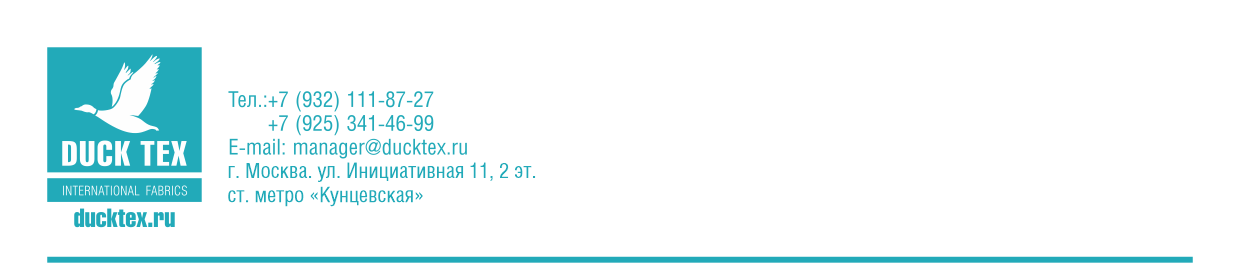 DUCK TEX
INTERNATIONAL FABRICS
ducktex.ru
Тел.:+7 (932) 111-87-27
+7 (925) 341-46-99
E-mail: manager@ducktex.ru
г. Москва. ул. Инициативная 11, 2 эт.
ст. метро «Кунцевская»